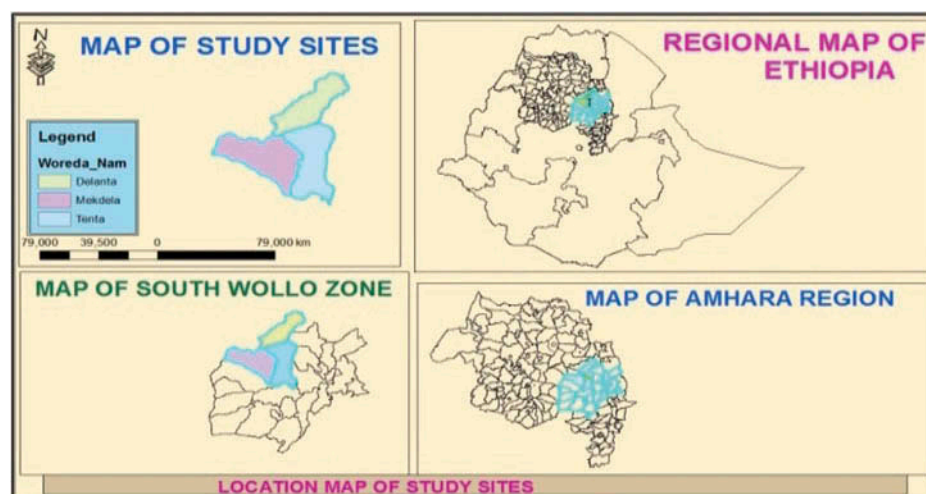 N
MAP OF STUDY SITES
Legend
Woreda_Nam
Delanta
Mekdela
Tenta
79,000 39,500 0 79,000 km
REGIONAL MAP OF
ETHIOPIA
MAP OF SOUTH WOLLO ZONE
MAP OF AMHARA REGION
LOCATION MAP OF STUDY SITES